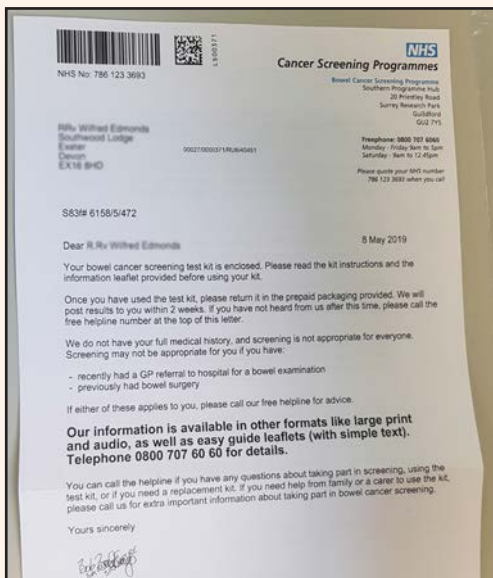 NHS No: 786 123 3693
LS00371
NHS
Cancer Screening Programmes
Bowel Cancer Screening Programme
Southern Programme Hub
20 Priestley Road
Surrey Research Park
Guildford
GU2 7YS
Freephone: 0800 707 6060
Monday - Friday 9am to 5pm
Saturday - 9am to 12.45pm
Please quote your NHS number
786 123 3693 when you call
RRv Wilfred Edmonds
Southwood Lodge
Exeter
Devon
EX16 8HD
00027/000371/RU640461
S83f# 6158/5/472
8 May 2019
Dear R.Rv Wilfred Edmonds
Your bowel cancer screening test kit is enclosed. Please read the kit instructions and the
information leaflet provided before using your kit.
Once you have used the test kit, please return it in the prepaid packaging provided. We will
post results to you within 2 weeks. If you have not heard from us after this time, please call the
free helpline number at the top of this letter.
We do not have your full medical history, and screening is not appropriate for everyone.
Screening may not be appropriate for you if you have:
- recently had a GP referral to hospital for a bowel examination
- previously had bowel surgery
If either of these applies to you, please call our free helpline for advice.
Our information is available in other formats like large print
and audio, as well as easy guide leaflets (with simple text).
Telephone 0800 707 60 60 for details.
You can call the helpline if you have any questions about taking part in screening, using the
test kit, or if you need a replacement kit. If you need help from family or a carer to use the kit,
please call us for extra important information about taking part in bowel cancer screening.
Yours sincerely